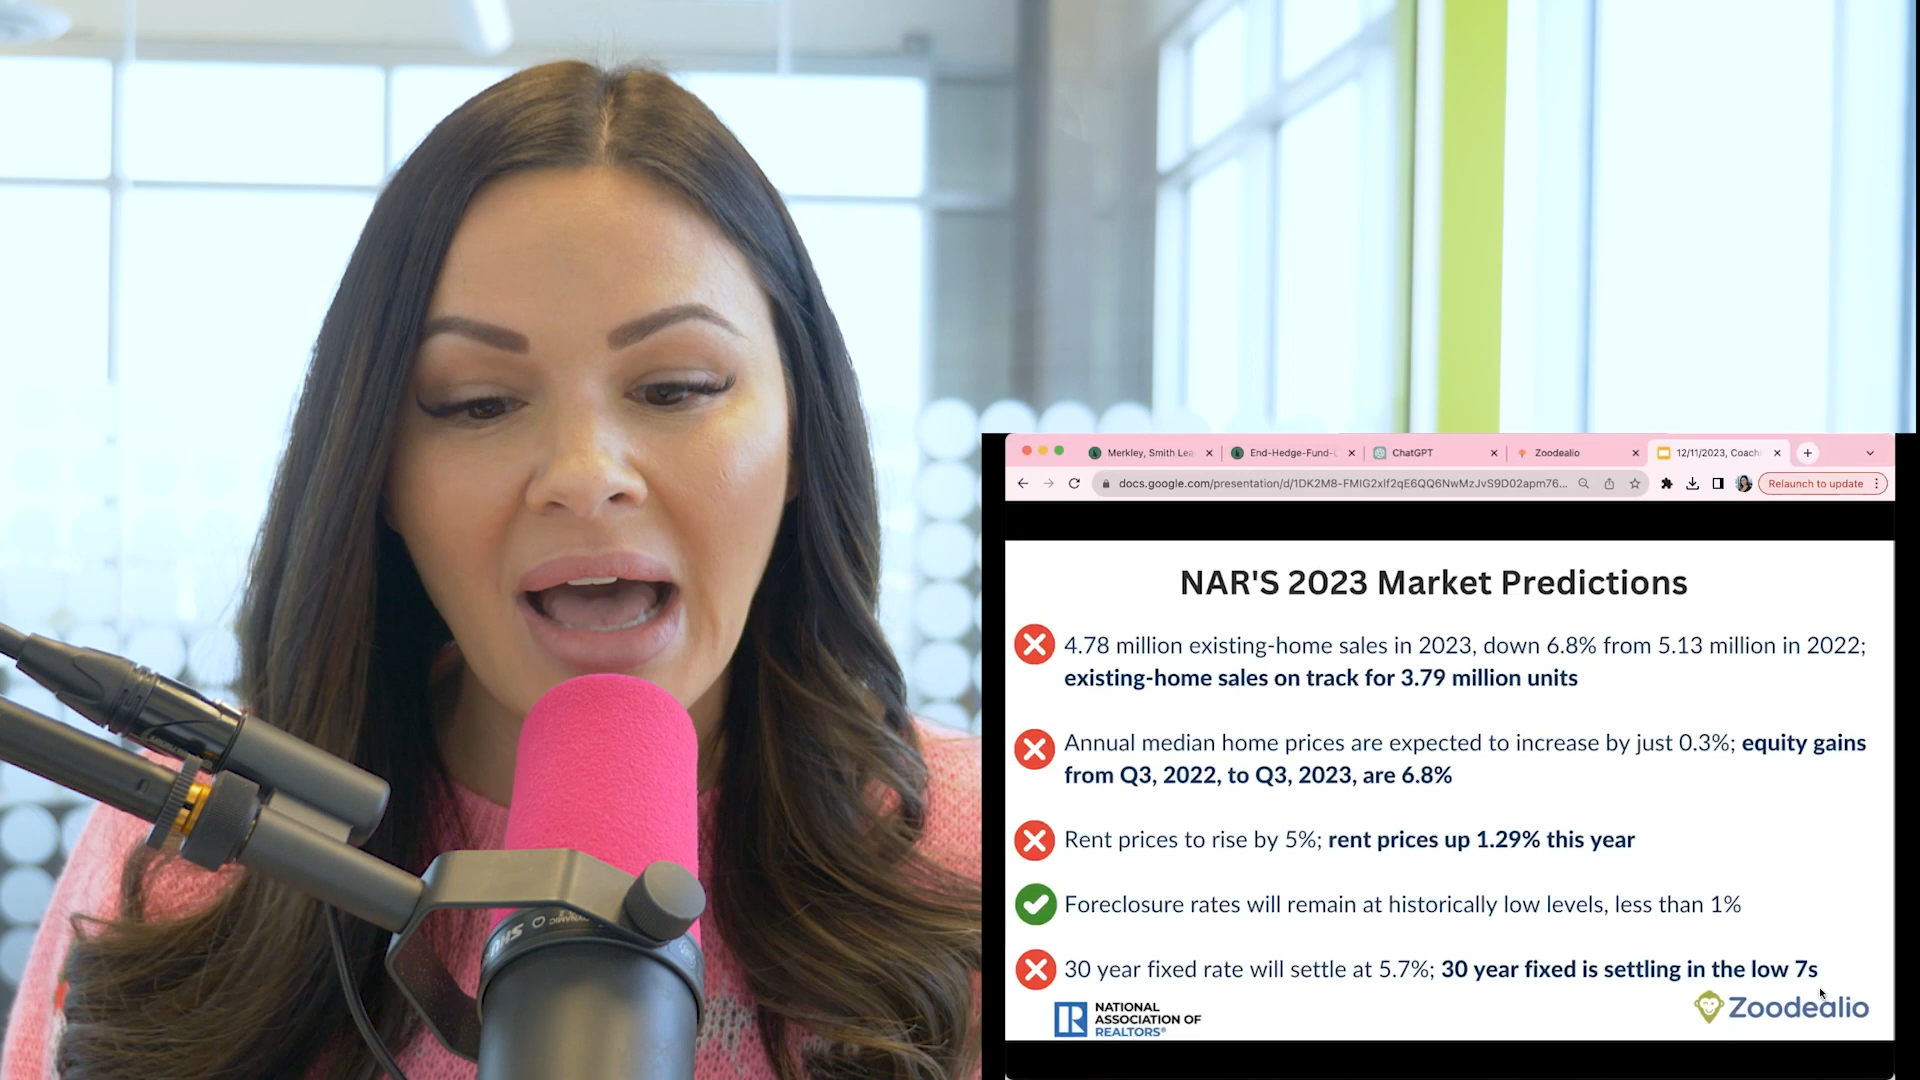 Merkley, Smith Lea
End-Hedge-Fund-
ChatGPT
Zoodealio
12/11/2023, Coach
docs.google.com/presentation/d/1DK2M8-FMIG2xlf2qE6QQ6NwMzJvS9D02apm76...
Relaunch to update
NAR'S 2023 Market Predictions
4.78 million existing-home sales in 2023, down 6.8% from 5.13 million in 2022;
existing-home sales on track for 3.79 million units
Annual median home prices are expected to increase by just 0.3%; equity gains
from Q3, 2022, to Q3, 2023, are 6.8%
Rent prices to rise by 5%; rent prices up 1.29% this year
Foreclosure rates will remain at historically low levels, less than 1%
30 year fixed rate will settle at 5.7%; 30 year fixed is settling in the low 7s
NATIONAL
ASSOCIATION OF
REALTORS®
Zoodealio